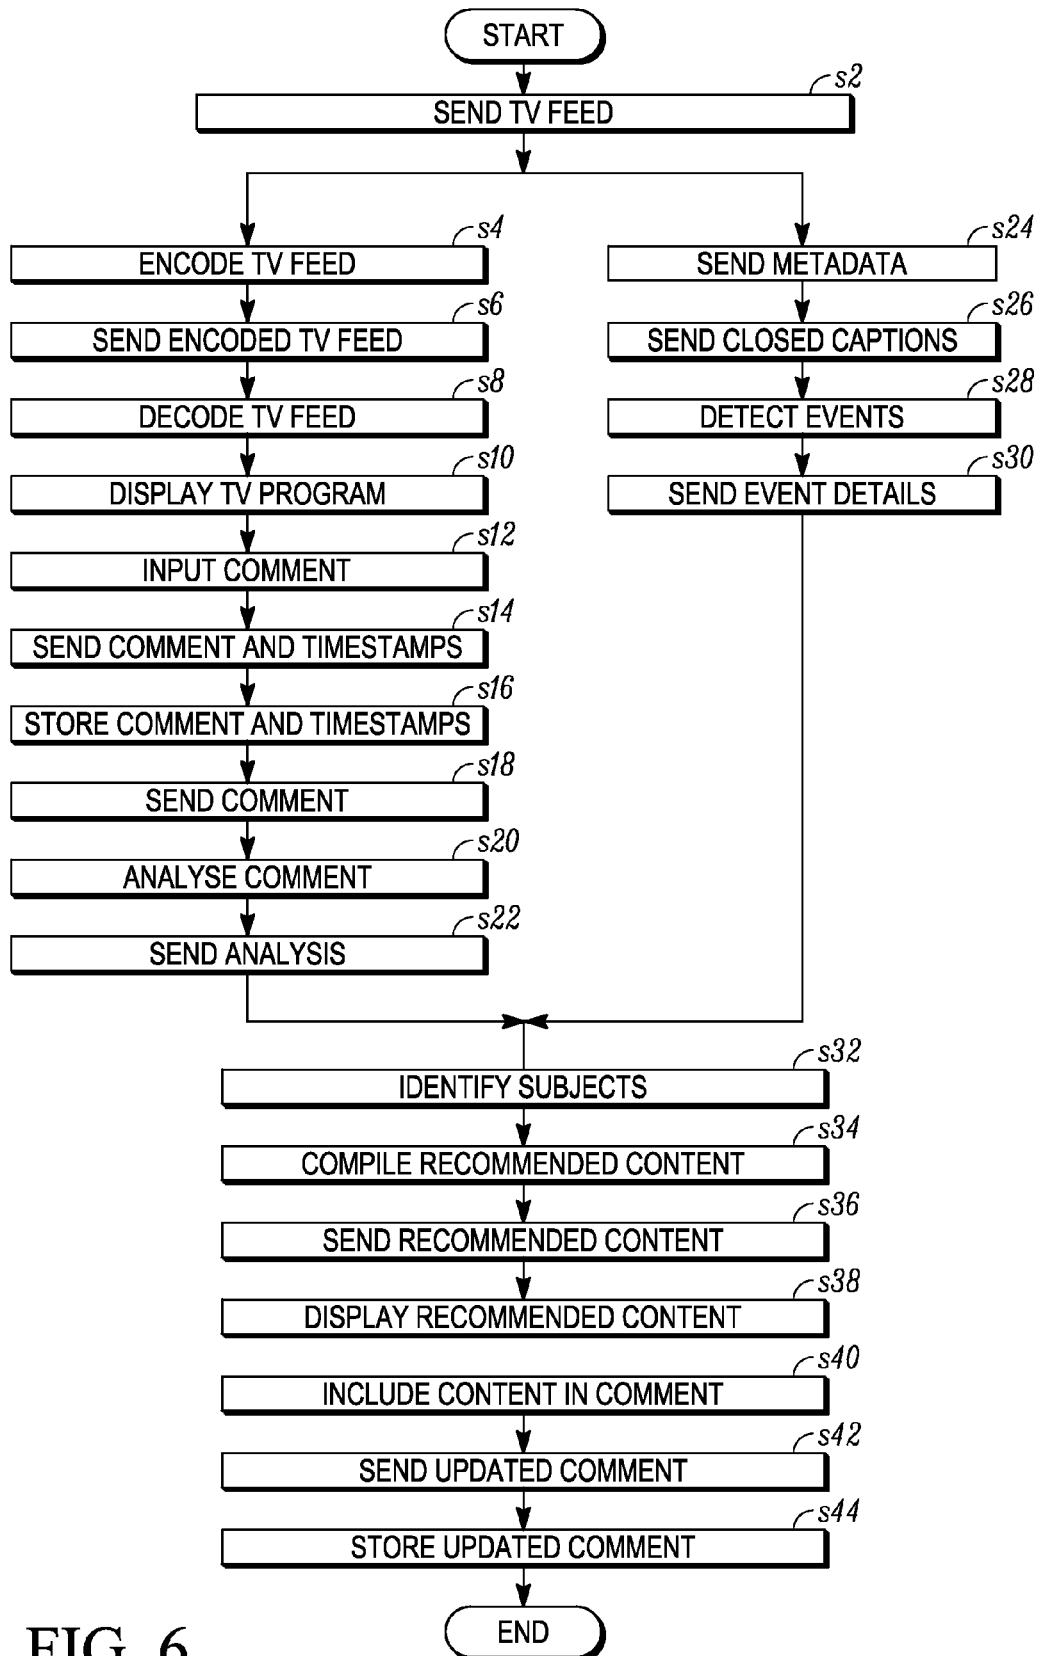 START
s2
SEND TV FEED
s4
ENCODE TV FEED
s6
SEND ENCODED TV FEED
s8
DECODE TV FEED
s10
DISPLAY TV PROGRAM
s12
INPUT COMMENT
s14
SEND COMMENT AND TIMESTAMPS
s16
STORE COMMENT AND TIMESTAMPS
s18
SEND COMMENT
s20
ANALYSE COMMENT
s22
SEND ANALYSIS
s24
SEND METADATA
s26
SEND CLOSED CAPTIONS
s28
DETECT EVENTS
s30
SEND EVENT DETAILS
s32
IDENTIFY SUBJECTS
s34
COMPILE RECOMMENDED CONTENT
s36
SEND RECOMMENDED CONTENT
s38
DISPLAY RECOMMENDED CONTENT
s40
INCLUDE CONTENT IN COMMENT
s42
SEND UPDATED COMMENT
s44
STORE UPDATED COMMENT
END
FIG. 6